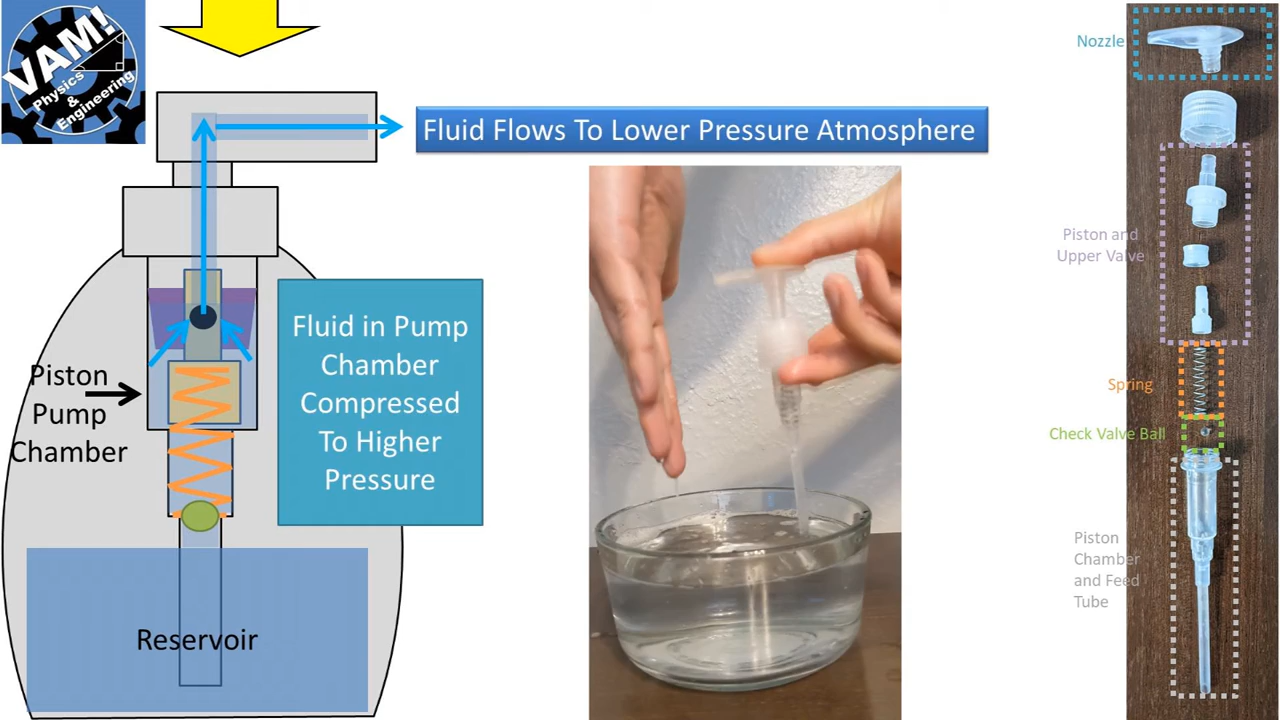 VAM!
Physics
&
Engineering
Fluid Flows To Lower Pressure Atmosphere
Fluid in Pump
Chamber
Compressed
To Higher
Pressure
Piston
Pump
Chamber
Reservoir
Nozzle
Piston and
Upper Valve
Spring
Check Valve Ball
Piston
Chamber
and Feed
Tube